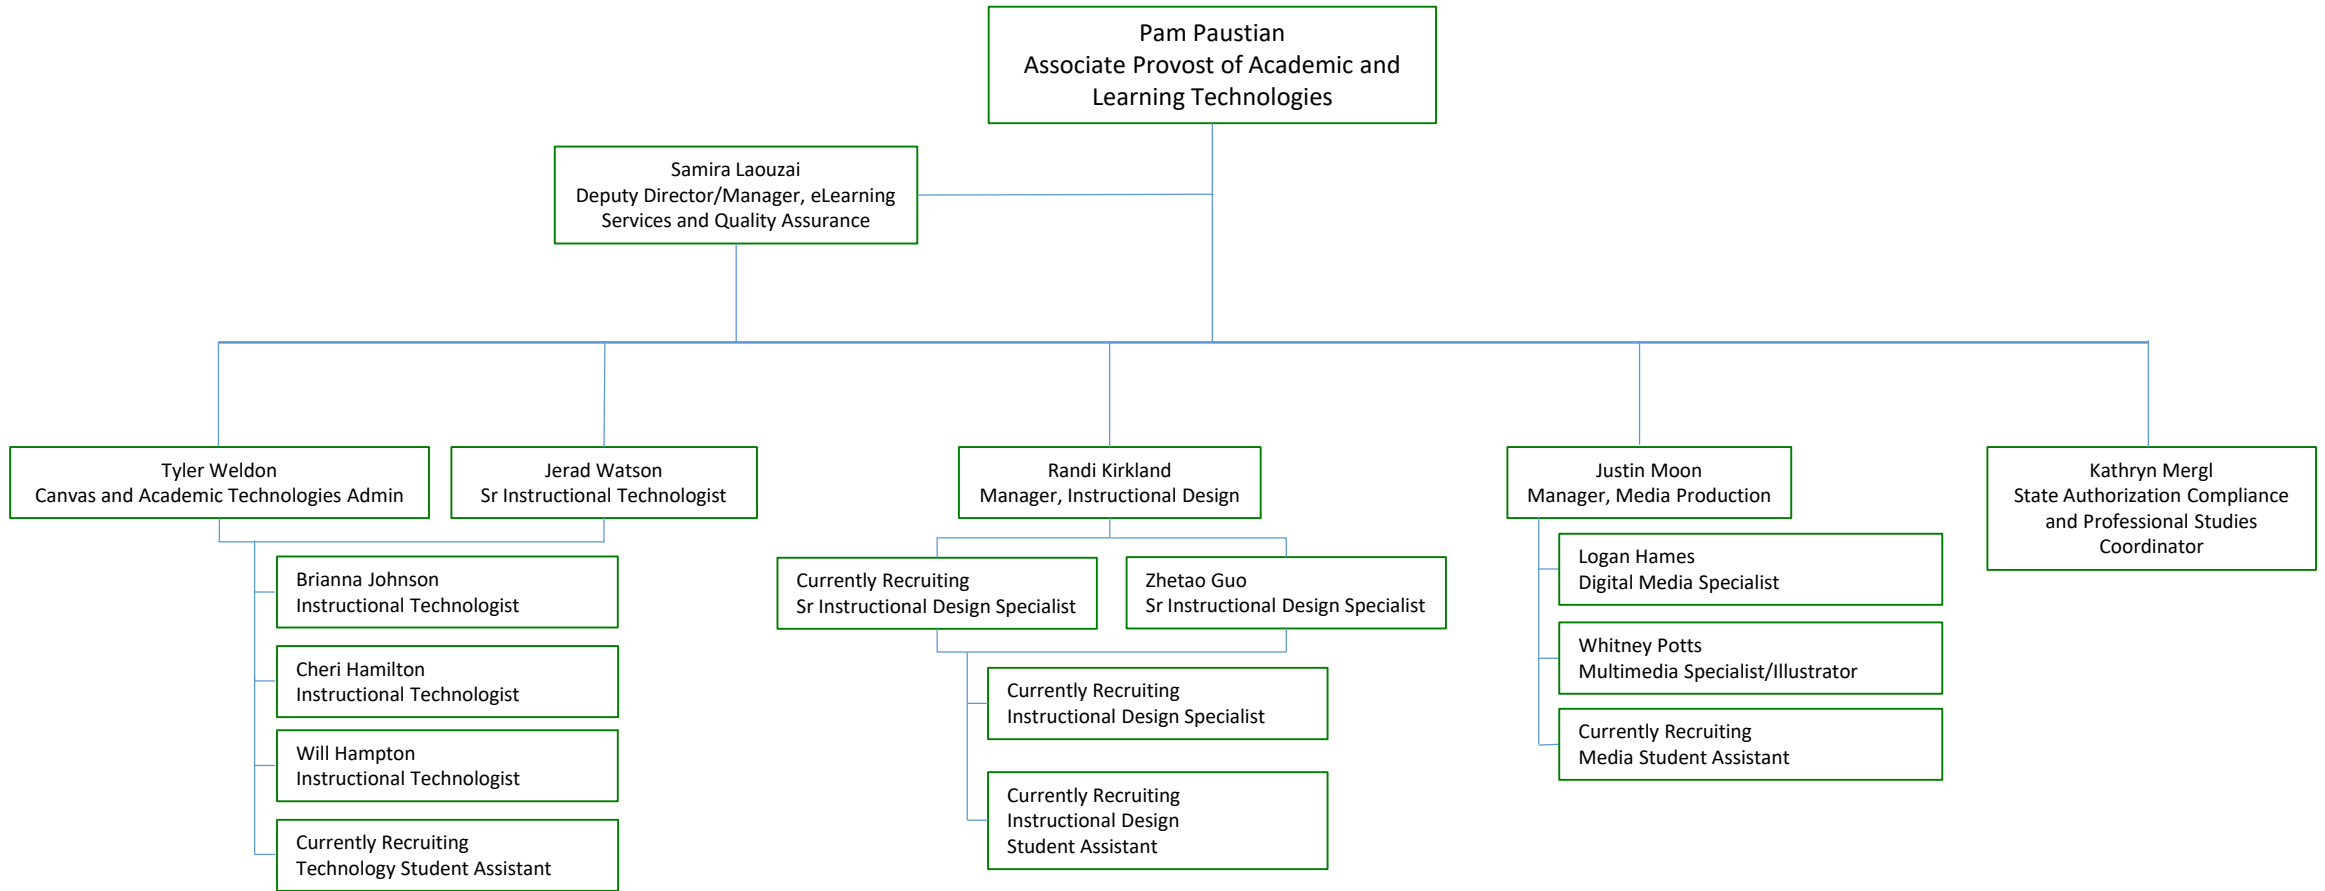 Pam Paustian
Associate Provost of Academic and
Learning Technologies
Samira Laouzai
Deputy Director/Manager, eLearning
Services and Quality Assurance
Tyler Weldon
Canvas and Academic Technologies Admin
Jerad Watson
Sr Instructional Technologist
Randi Kirkland
Manager, Instructional Design
Justin Moon
Manager, Media Production
Kathryn Mergl
State Authorization Compliance
and Professional Studies
Coordinator
Brianna Johnson
Instructional Technologist
Cheri Hamilton
Instructional Technologist
Will Hampton
Instructional Technologist
Currently Recruiting
Technology Student Assistant
Currently Recruiting
Sr Instructional Design Specialist
Zhetao Guo
Sr Instructional Design Specialist
Currently Recruiting
Instructional Design Specialist
Currently Recruiting
Instructional Design
Student Assistant
Logan Hames
Digital Media Specialist
Whitney Potts
Multimedia Specialist/Illustrator
Currently Recruiting
Media Student Assistant